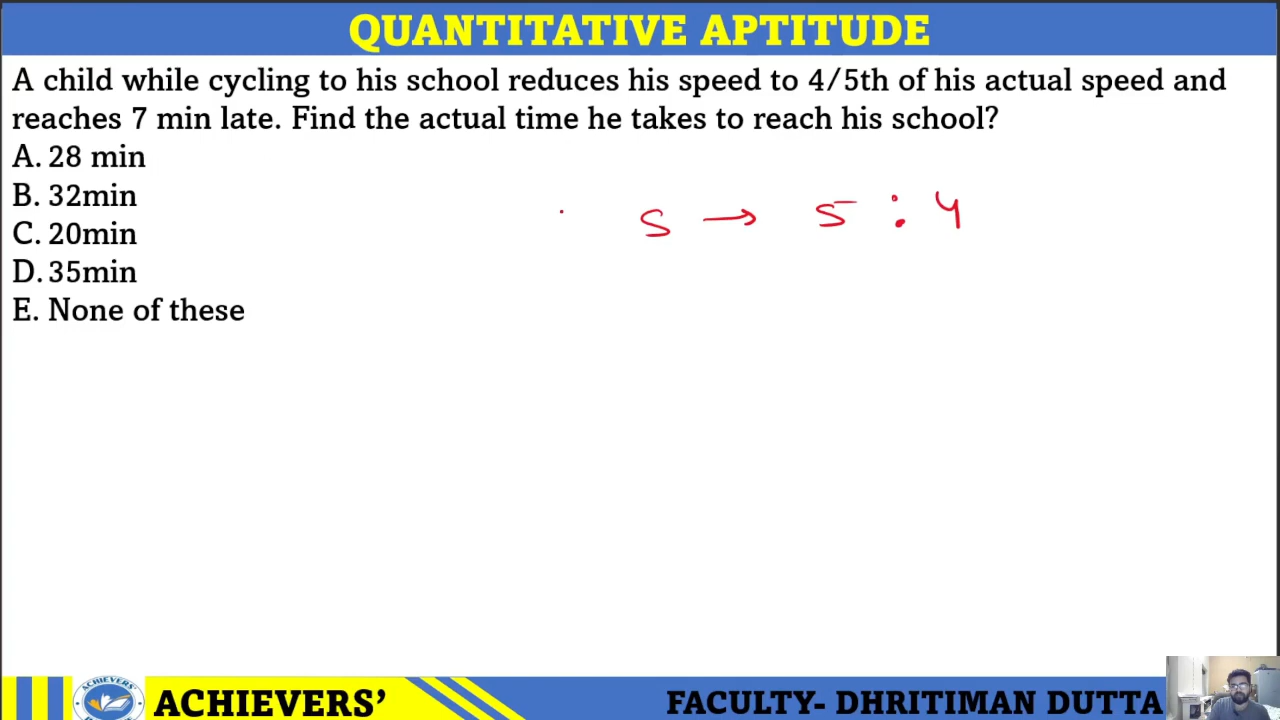 QUANTITATIVE APTITUDE
A child while cycling to his school reduces his speed to 4/5th of his actual speed and
reaches 7 min late. Find the actual time he takes to reach his school?
A. 28 min
B. 32min
C. 20min
D. 35min
E. None of these
S → 5 : 4
ACHIEVERS
ACHIEVERS’
FACULTY- DHRITIMAN DUTTA